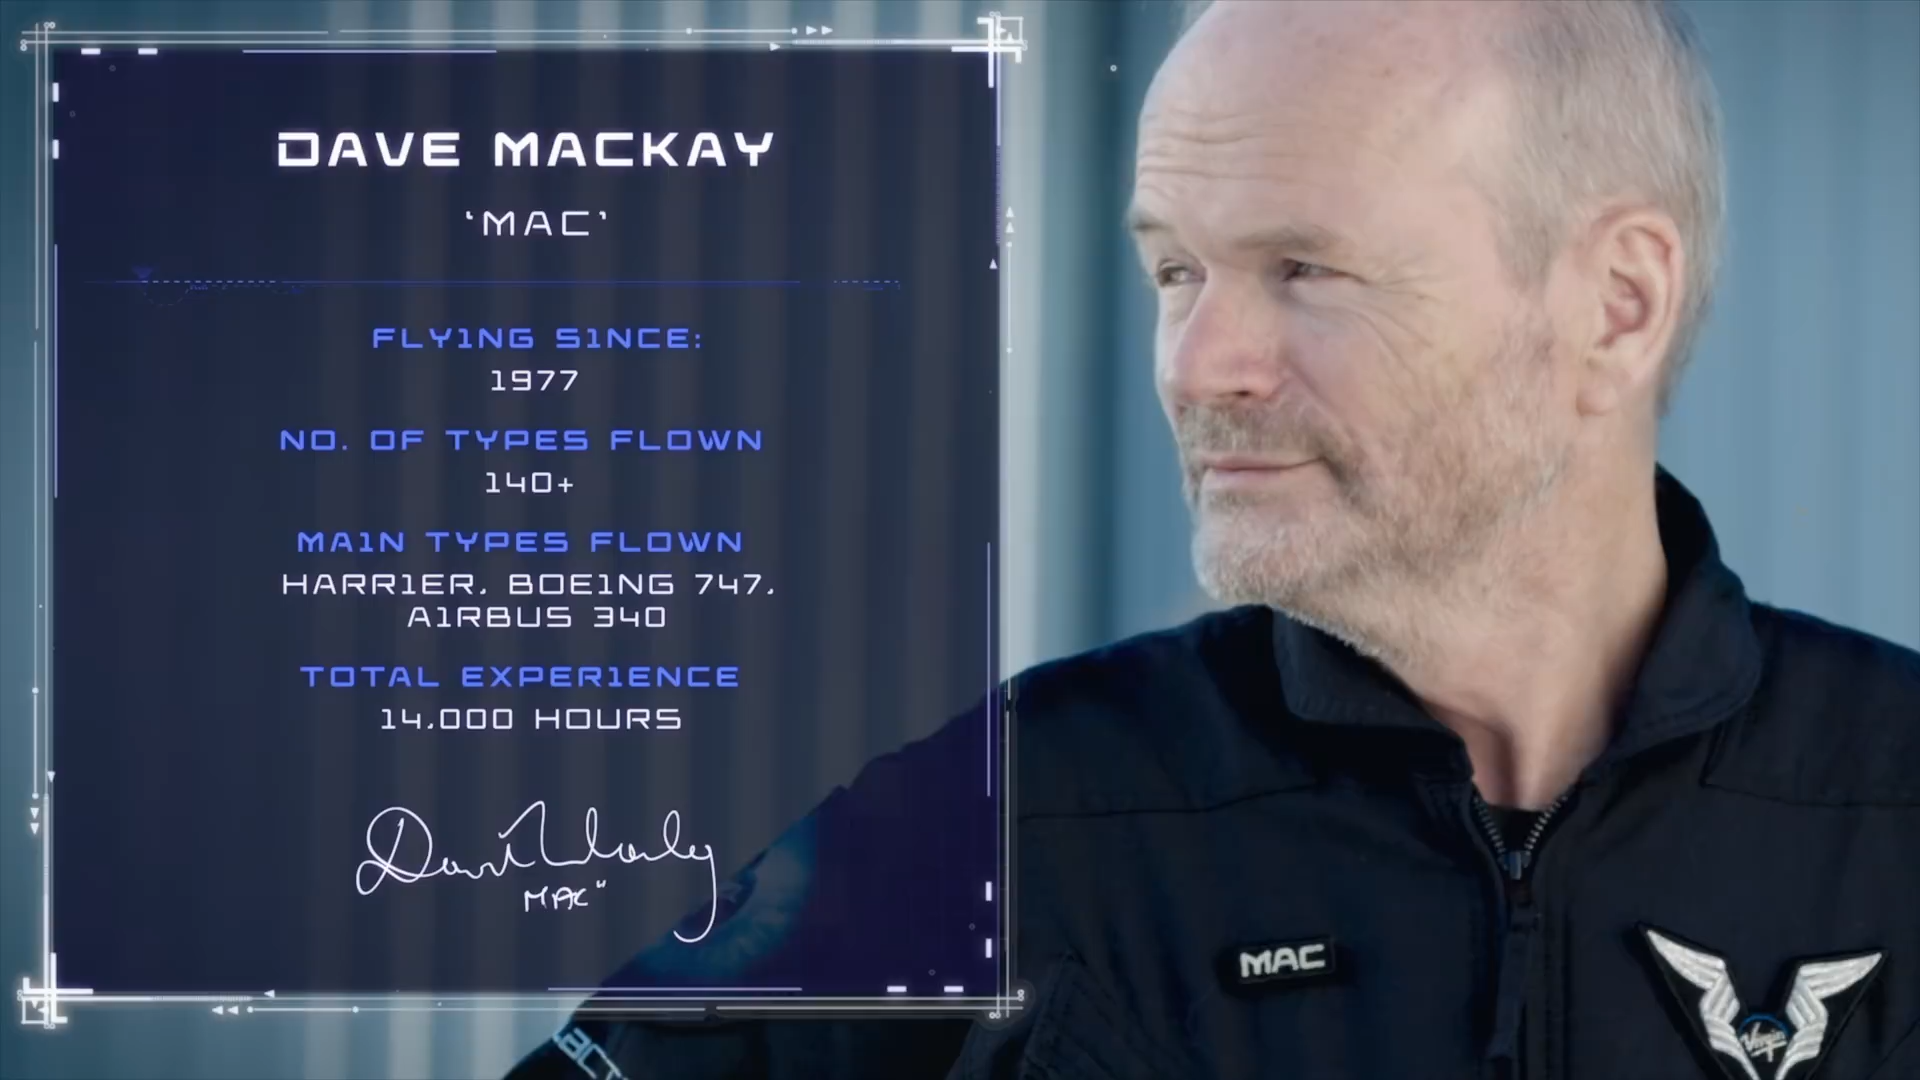 DAVE MACKAY
'MAC'
FLYING SINCE:
1977
NO. OF TYPES FLOWN
140+
MAIN TYPES FLOWN
HARRIER, BOEING 747,
AIRBUS 340
TOTAL EXPERIENCE
14,000 HOURS
MAC"
MAC
Virgin